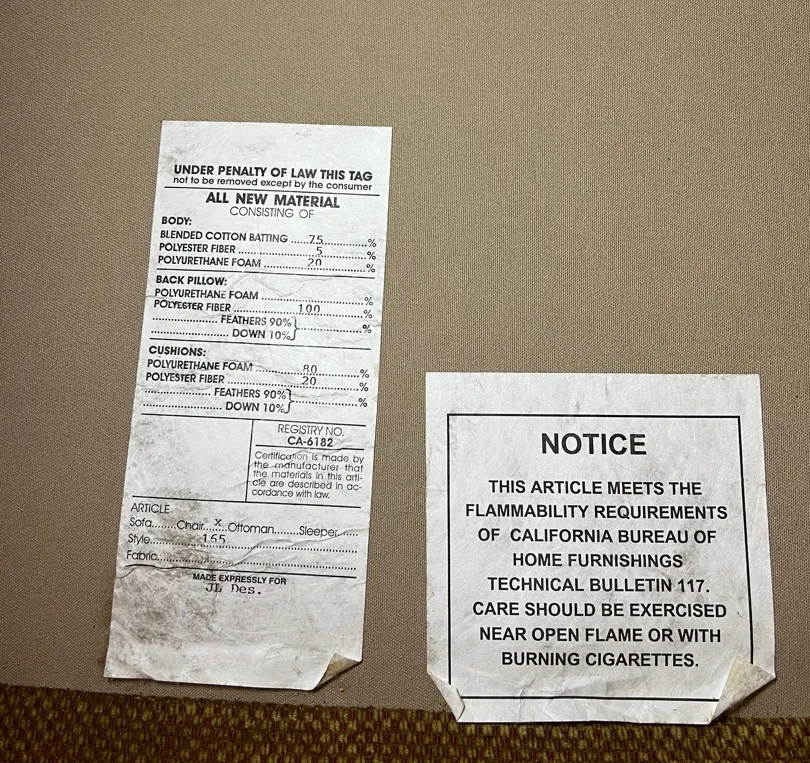 UNDER PENALTY OF LAW THIS TAG
not to be removed except by the consumer
ALL NEW MATERIAL
CONSISTING OF
BODY:
BLENDED COTTON BATTING .....75..............%
POLYESTER FIBER ......................5..............%
POLYURETHANE FOAM ..............20..............%
BACK PILLOW:
POLYURETHANE FOAM ..............................%
POLYESTER FIBER ..................100..............%
.................. FEATHERS 90%}
......................%
...................... DOWN 10%}
CUSHIONS:
POLYURETHANE FOAM ............80............%
POLYESTER FIBER ....................20............%
.................. FEATHERS 90%}
......................%
...................... DOWN 10%}
REGISTRY NO.
CA-6182
Certification is made by
the manufacturer that
the materials in this arti-
cle are described in ac-
cordance with law.
ARTICLE
Sofa......Chair...x..Ottoman.......Sleeper.....
Style.............155..............................
Fabric..................................................
MADE EXPRESSLY FOR
JL Des.
NOTICE
THIS ARTICLE MEETS THE
FLAMMABILITY REQUIREMENTS
OF CALIFORNIA BUREAU OF
HOME FURNISHINGS
TECHNICAL BULLETIN 117.
CARE SHOULD BE EXERCISED
NEAR OPEN FLAME OR WITH
BURNING CIGARETTES.